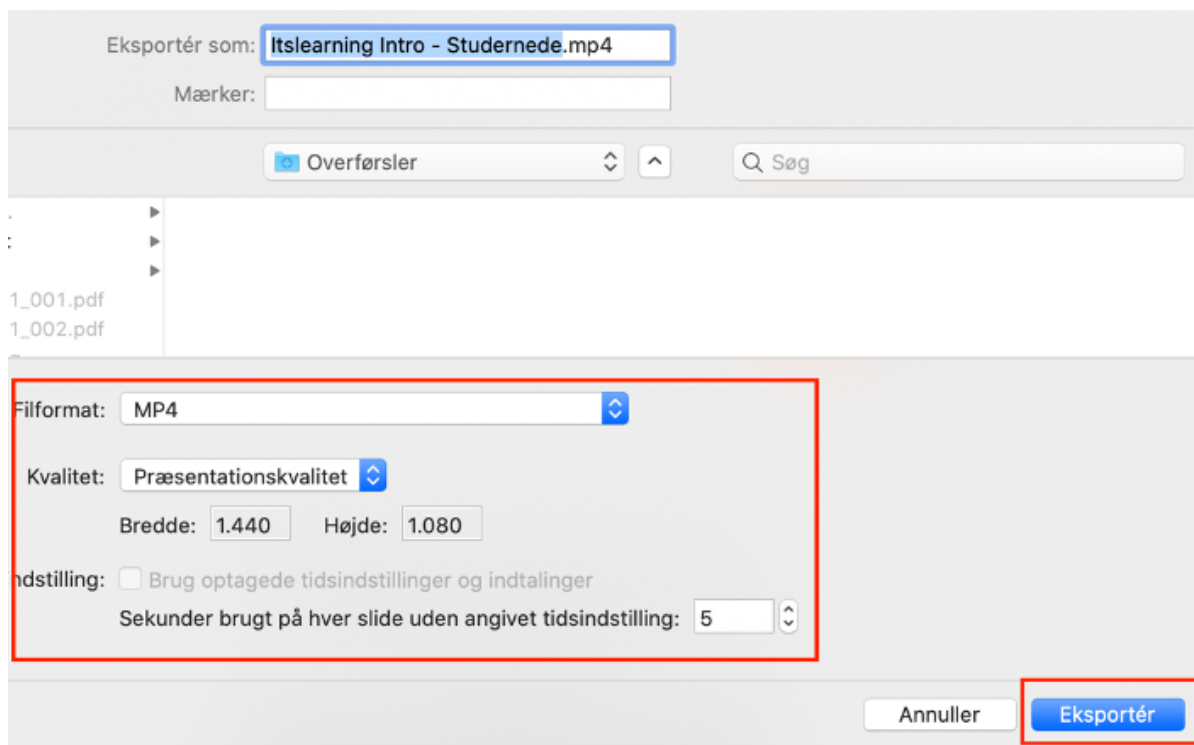 Eksportér som: Itslearning Intro - Studernede.mp4
Mærker:
Overførsler
Søg
1_001.pdf
1_002.pdf
Filformat: MP4
Kvalitet: Præsentationskvalitet
Bredde: 1.440 Højde: 1.080
ndstilling: Brug optagede tidsindstillinger og indtalinger
Sekunder brugt på hver slide uden angivet tidsindstilling: 5
Annuller Eksportér